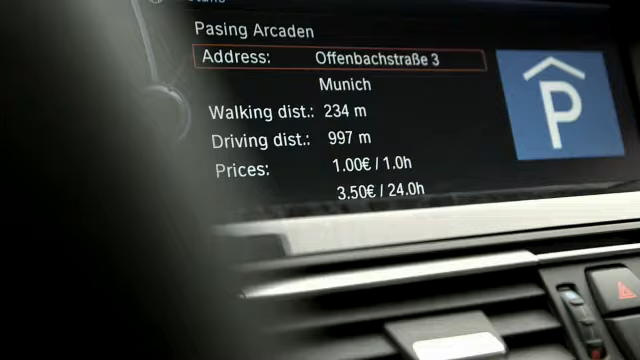 Pasing Arcaden
Address: Offenbachstraße 3
Munich
Walking dist.: 234 m
Driving dist.: 997 m
Prices: 1.00€ / 1.0h
3.50€ / 24.0h
P